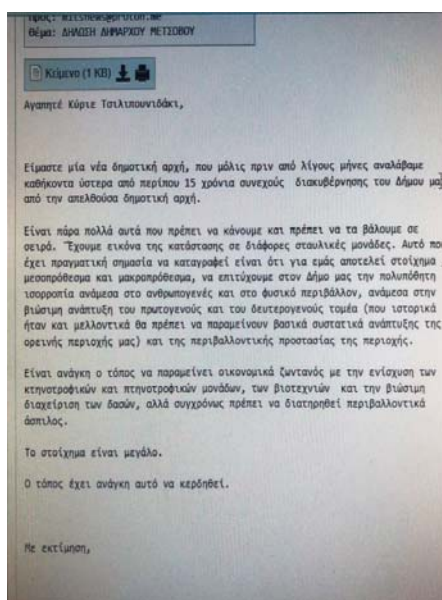 Προς: mitsnews@proton.me
Θέμα: ΔΗΛΩΣΗ ΔΗΜΑΡΧΟΥ ΜΕΤΣΟΒΟΥ
Κείμενο (1 KB)
Αγαπητέ Κύριε Τσιλιπουνιδάκι,
Είμαστε μία νέα δημοτική αρχή, που μόλις πριν από λίγους μήνες αναλάβαμε
καθήκοντα ύστερα από περίπου 15 χρόνια συνεχούς διακυβέρνησης του Δήμου μα
από την απελθούσα δημοτική αρχή.
Είναι πάρα πολλά αυτά που πρέπει να κάνουμε και πρέπει να τα βάλουμε σε
σειρά. Έχουμε εικόνα της κατάστασης σε διάφορες σταυλικές μονάδες. Αυτό που
έχει πραγματική σημασία να καταγραφεί είναι ότι για εμάς αποτελεί στοίχημα
μεσοπρόθεσμα και μακροπρόθεσμα, να επιτύχουμε στον Δήμο μας την πολυπόθητη
ισορροπία ανάμεσα στο ανθρωπογενές και στο φυσικό περιβάλλον, ανάμεσα στην
βιώσιμη ανάπτυξη του πρωτογενούς και του δευτερογενούς τομέα (που ιστορικά
ήταν και μελλοντικά θα πρέπει να παραμείνουν βασικά συστατικά ανάπτυξης της
ορεινής περιοχής μας) και της περιβαλλοντικής προστασίας της περιοχής.
Είναι ανάγκη ο τόπος να παραμείνει οικονομικά ζωντανός με την ενίσχυση των
κτηνοτροφικών και πτηνοτροφικών μονάδων, των βιοτεχνιών και την βιώσιμη
διαχείριση των δασών, αλλά συγχρόνως πρέπει να διατηρηθεί περιβαλλοντικά
άσπιλος.
Το στοίχημα είναι μεγάλο.
Ο τόπος έχει ανάγκη αυτό να κερδηθεί.
Με εκτίμηση,